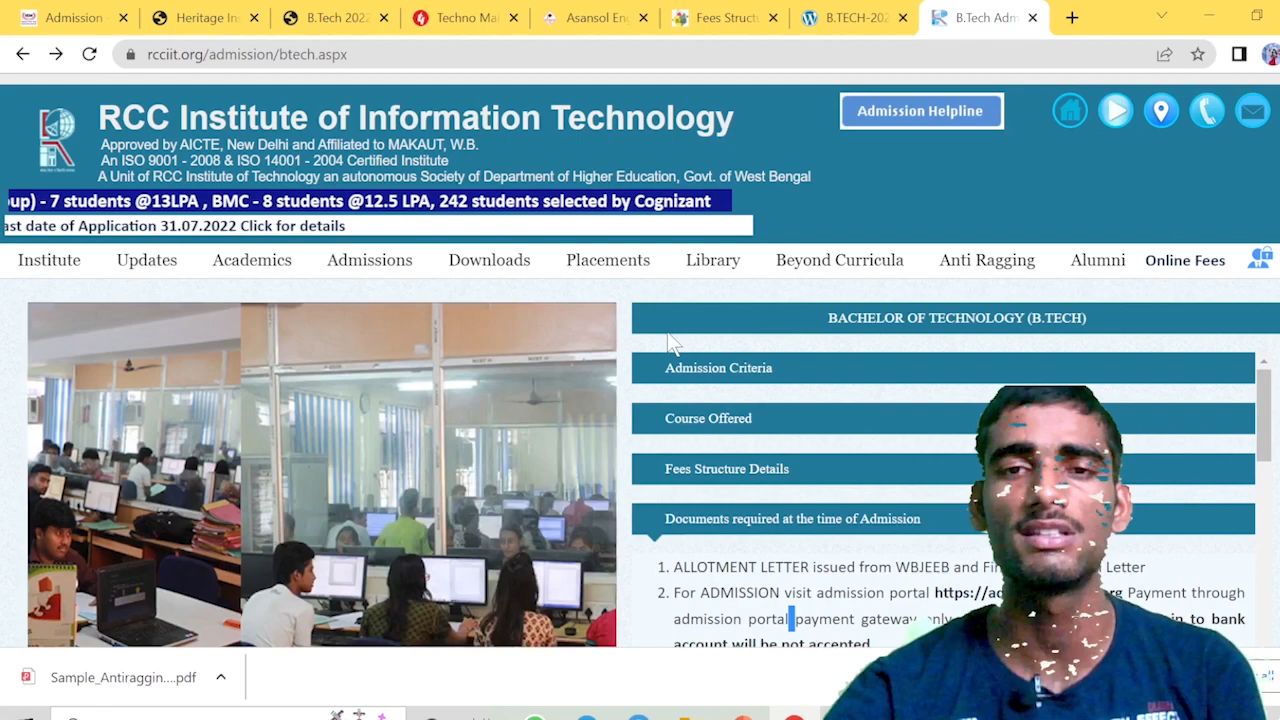 Admission
Heritage In
B.Tech 2022
Techno Mai
Asansol Eng
Fees Struct
B.TECH-202
B.Tech Adm
rcciit.org/admission/btech.aspx
RCC Institute of Information Technology
Admission Helpline
Approved by AICTE, New Delhi and Affiliated to MAKAUT, W.B.
An ISO 9001 - 2008 & ISO 14001 - 2004 Certified Institute
A Unit of RCC Institute of Technology an autonomous Society of Department of Higher Education, Govt. of West Bengal
oup) - 7 students @13LPA , BMC - 8 students @12.5 LPA, 242 students selected by Cognizant
ast date of Application 31.07.2022 Click for details
Institute
Updates
Academics
Admissions
Downloads
Placements
Library
Beyond Curricula
Anti Ragging
Alumni
Online Fees
BACHELOR OF TECHNOLOGY (B.TECH)
Admission Criteria
Course Offered
Fees Structure Details
Documents required at the time of Admission
1. ALLOTMENT LETTER issued from WBJEEB and Letter
2. For ADMISSION visit admission portal Payment through
admission portal payment gateway to bank
account will be not accepted
Sample_Antiraggin....pdf